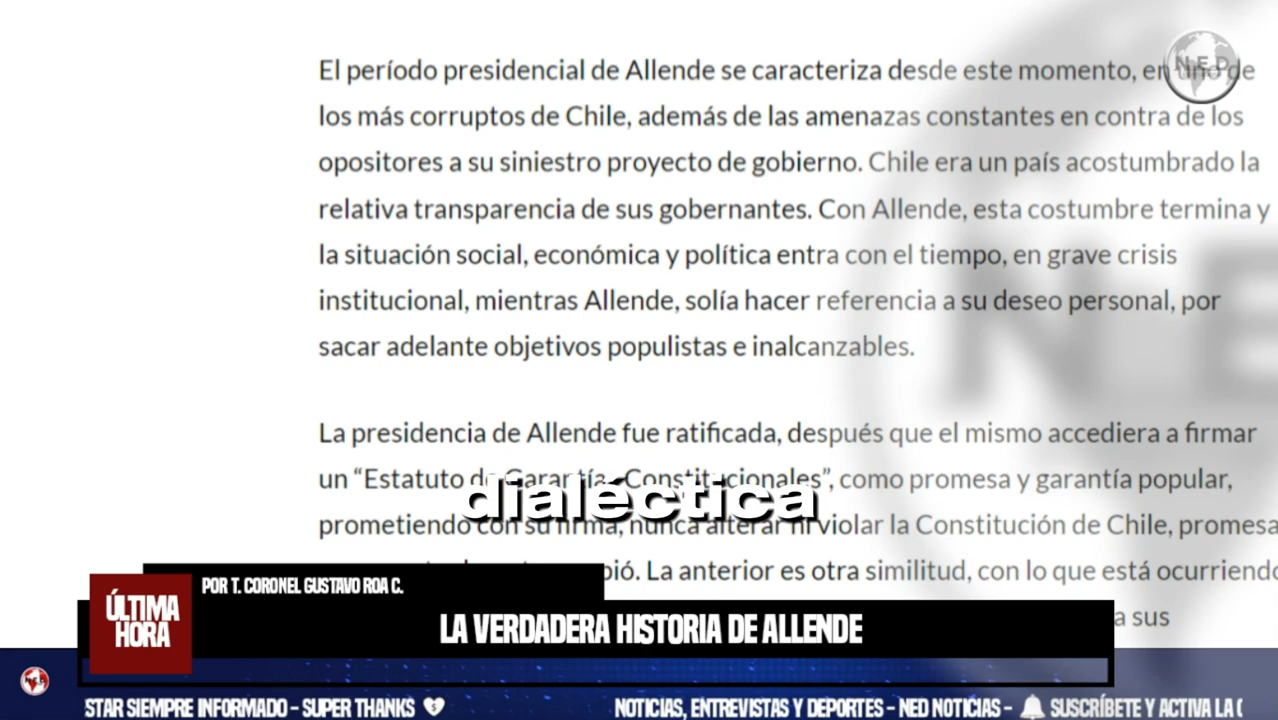 El período presidencial de Allende se caracteriza desde este momento, en uno de
los más corruptos de Chile, además de las amenazas constantes en contra de los
opositores a su siniestro proyecto de gobierno. Chile era un país acostumbrado la
relativa transparencia de sus gobernantes. Con Allende, esta costumbre termina y
la situación social, económica y política entra con el tiempo, en grave crisis
institucional, mientras Allende, solía hacer referencia a su deseo personal, por
sacar adelante objetivos populistas e inalcanzables.
La presidencia de Allende fue ratificada, después que el mismo accediera a firmar
un “Estatuto de Garantías Constitucionales”, como promesa y garantía popular,
prometiendo con su firma, nunca alterar ni violar la Constitución de Chile, promesa
La anterior es otra similitud, con lo que está ocurriendo
a sus
dialéctica
N.E.D
NE
POR T. CORONEL GUSTAVO ROA C.
ÚLTIMA
HORA
LA VERDADERA HISTORIA DE ALLENDE
STAR SIEMPRE INFORMADO - SUPER THANKS
NOTICIAS, ENTREVISTAS Y DEPORTES - NED NOTICIAS -
SUSCRÍBETE Y ACTIVA LA